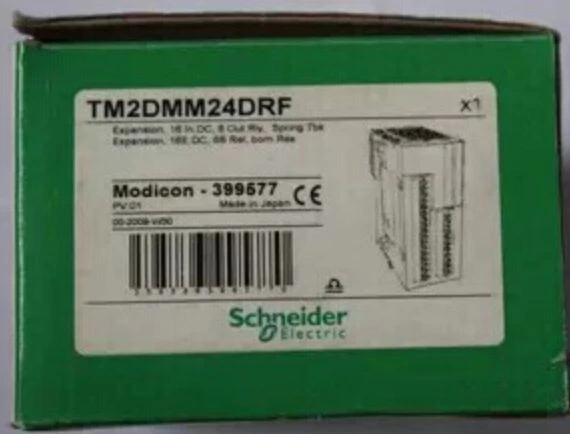 TM2DMM24DRF
X1
Expansion, 16 In DC, 8 Out Rly, Spring Tbk
Expansion, 16E DC, 8S Rel, born Res
Modicon - 399577 CE
PV:01 Made in Japan
Schneider
Electric